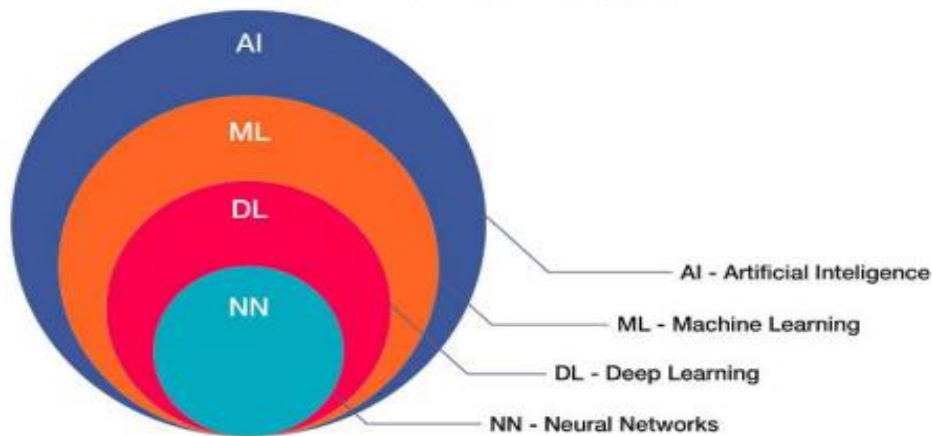 AI
ML
DL
NN
AI - Artificial Inteligence
ML - Machine Learning
DL - Deep Learning
NN - Neural Networks